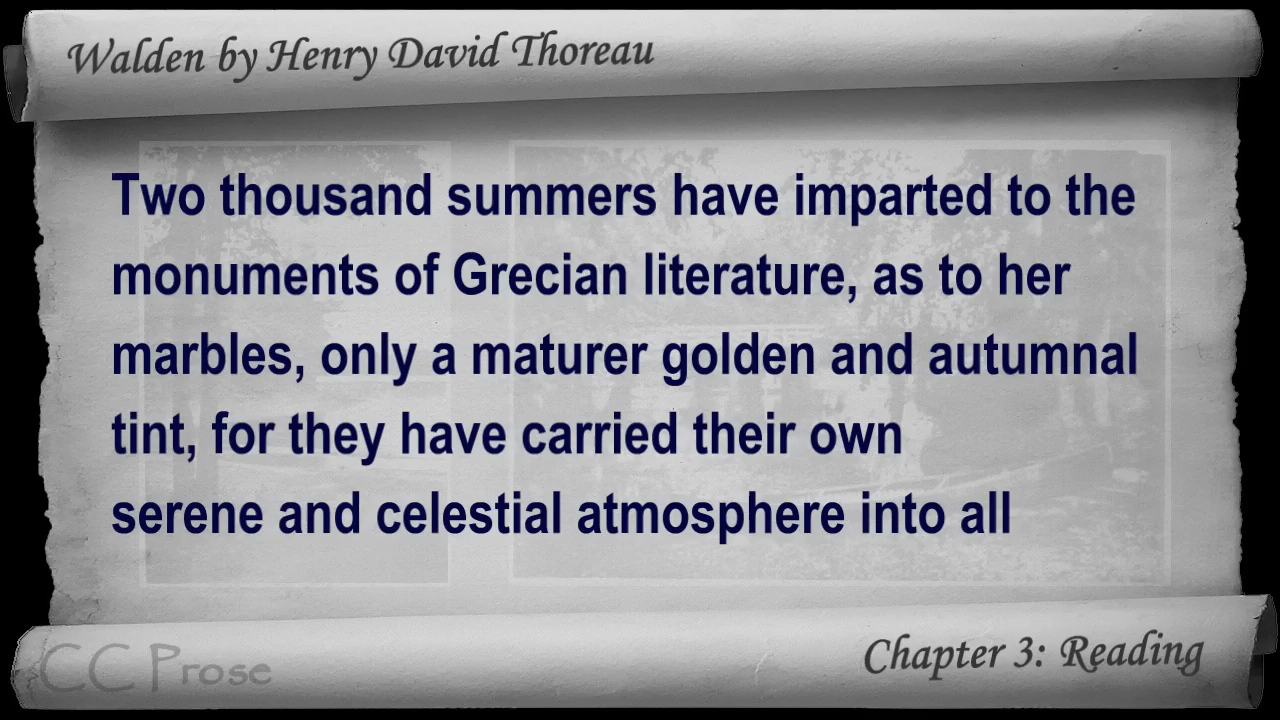 Walden by Henry David Thoreau
Two thousand summers have imparted to the
monuments of Grecian literature, as to her
marbles, only a maturer golden and autumnal
tint, for they have carried their own
serene and celestial atmosphere into all
Chapter 3: Reading
CC Prose